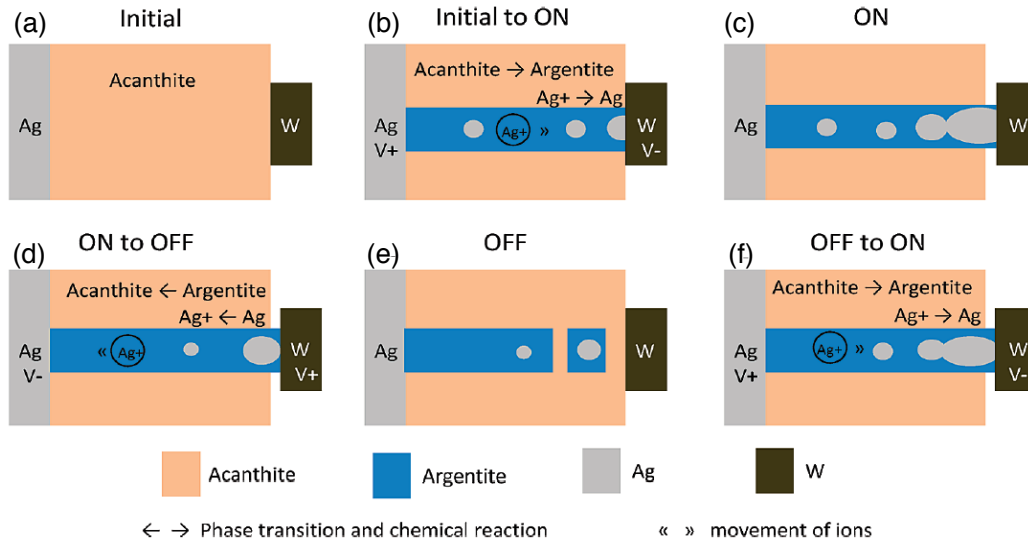 (a) Initial
Acanthite
Ag
W
(b) Initial to ON
Acanthite → Argentite
Ag+ → Ag
Ag
V+
Ag+ »
W
V-
(c) ON
Ag
W
(d) ON to OFF
Acanthite ← Argentite
Ag+ ← Ag
Ag
V-
« Ag+
W
V+
(e) OFF
Ag
W
(f) OFF to ON
Acanthite → Argentite
Ag+ → Ag
Ag
V+
Ag+ »
W
V-
Acanthite
Argentite
Ag
W
← → Phase transition and chemical reaction
« » movement of ions